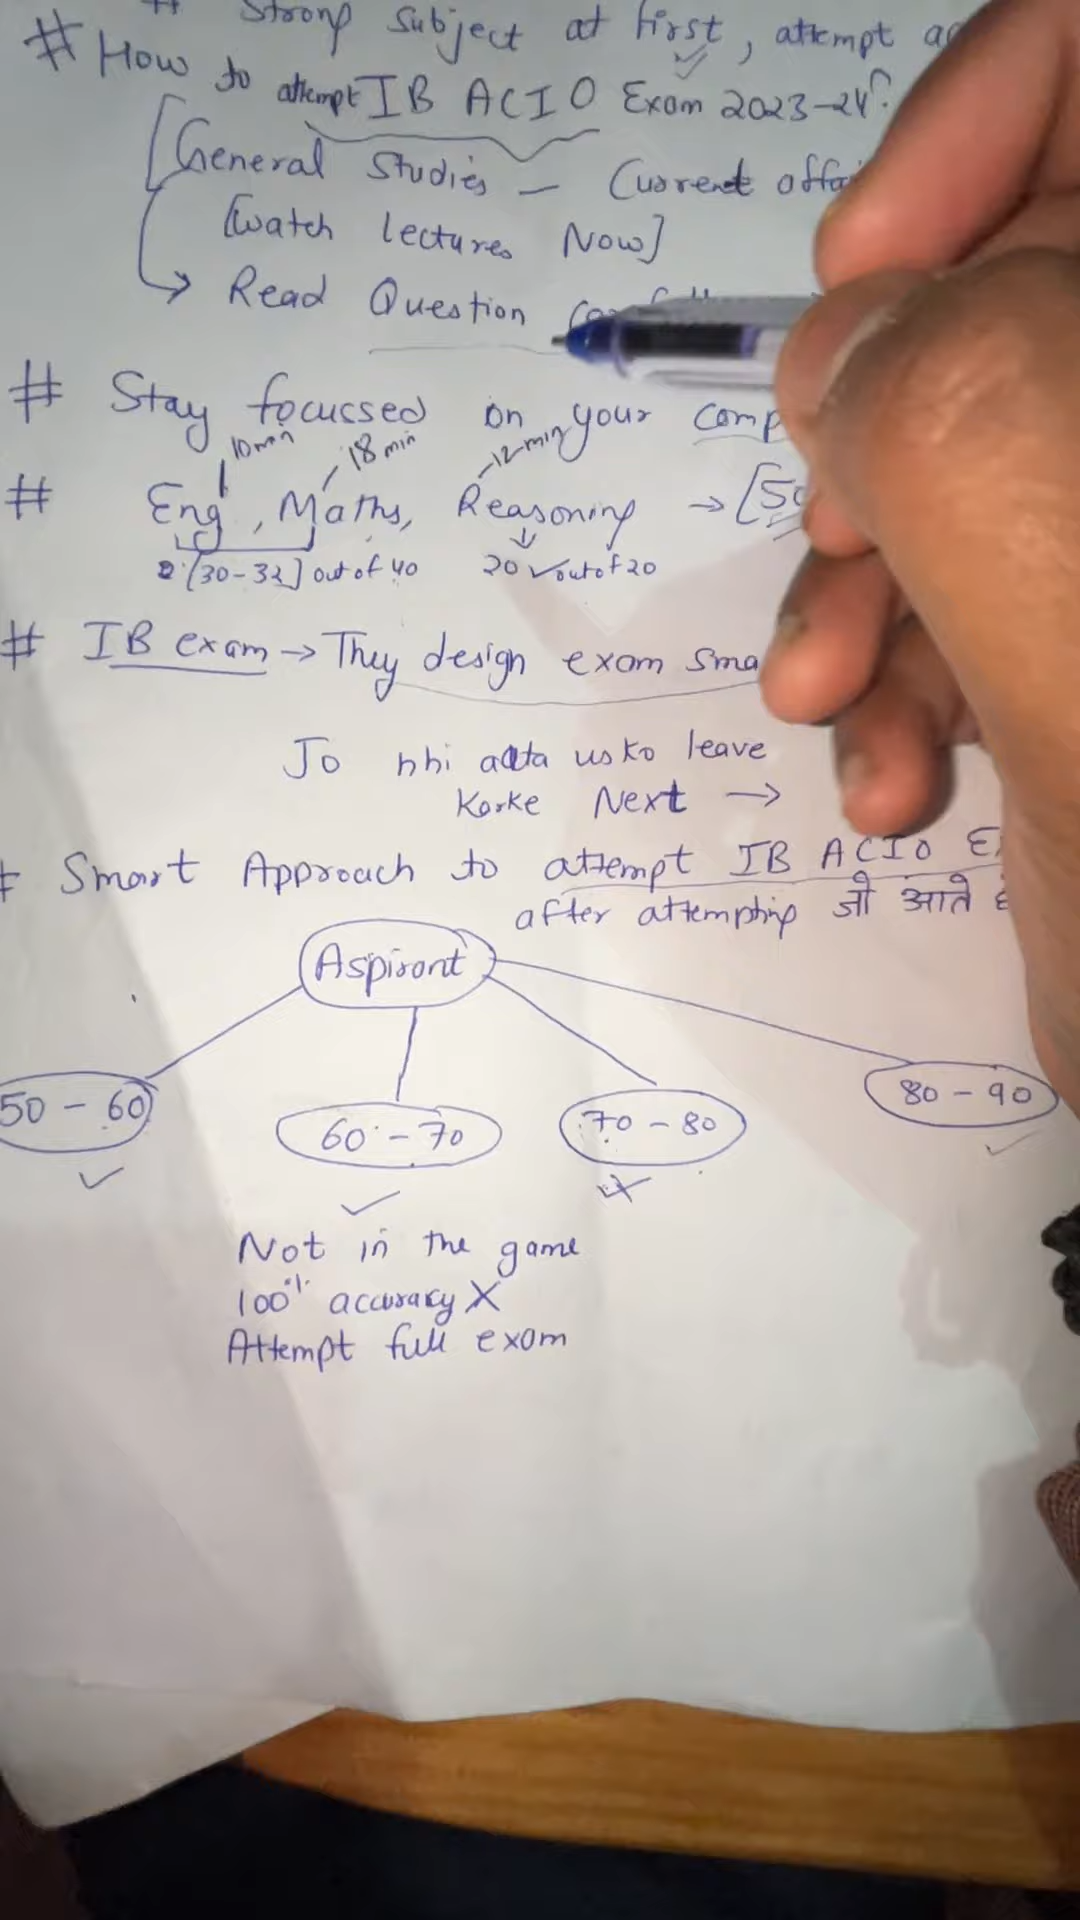 # Strong subject at first, attempt
# How to attempt IB ACIO Exam 2023-24?
[General Studies - Current
[Watch lectures Now]
→ Read Question
# Stay focussed on your
10 min 18 min 12 min
# Eng, Maths, Reasoning → [50
[30-32] out of 40 20 ✓ out of 20
# IB exam → They design exam
Jo nhi aata usko leave
Karke Next →
# Smart Approach to attempt IB ACIO
after attempting जो आते
Aspirant
50 - 60 60 - 70 70 - 80 80 - 90
Not in the game
100% accuracy X
Attempt full exam